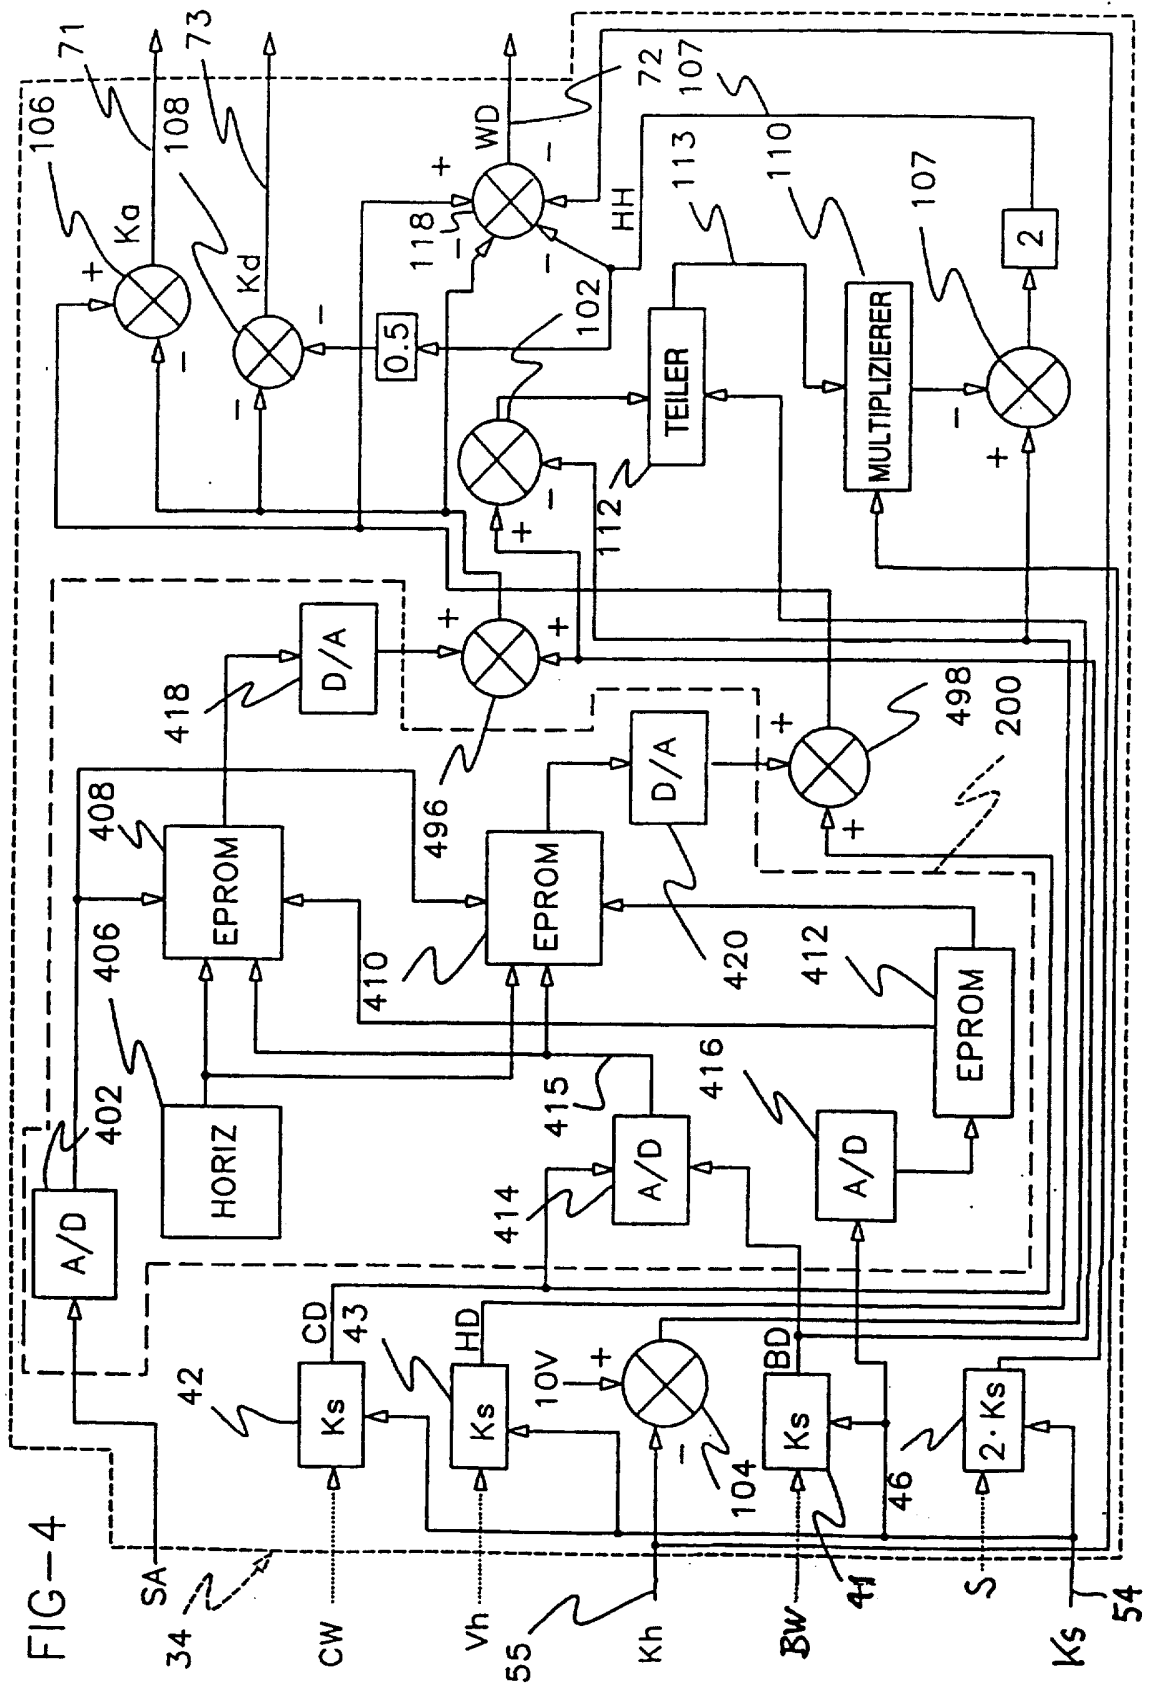 FIG-4
34
SA
CW
Vh
55
Kh
BW
41
S
Ks
54
A/D
402
HORIZ
406
42
Ks
CD
43
Ks
HD
10V
+
−
104
Ks
BD
46
2·Ks
414
A/D
415
416
A/D
412
EPROM
408
EPROM
410
EPROM
418
D/A
420
D/A
496
+
+
498
+
+
200
106
Ka
+
−
71
108
Kd
−
−
73
0.5
118
WD
+
−
−
−
72
HH
107
102
+
−
112
TEILER
113
110
MULTIPLIZIERER
107
+
−
2